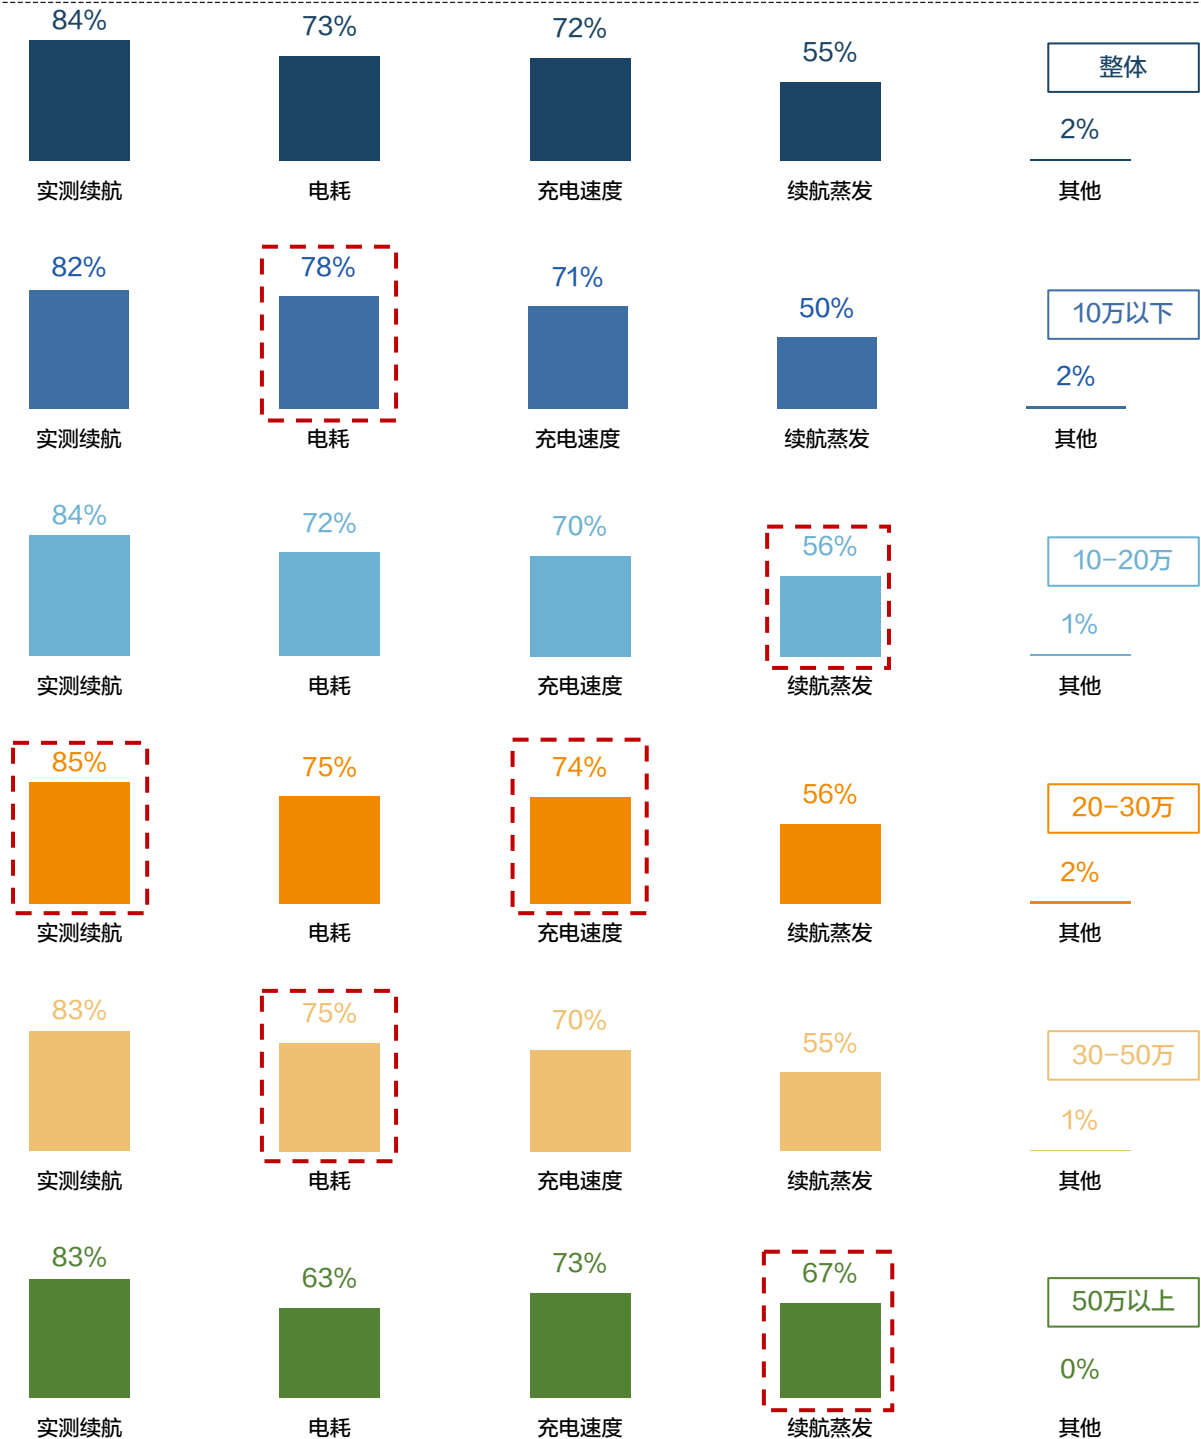 84% 73% 72% 55% 2% 整体
实测续航 电耗 充电速度 续航蒸发 其他
82% 78% 71% 50% 2% 10万以下
实测续航 电耗 充电速度 续航蒸发 其他
84% 72% 70% 56% 1% 10-20万
实测续航 电耗 充电速度 续航蒸发 其他
85% 75% 74% 56% 2% 20-30万
实测续航 电耗 充电速度 续航蒸发 其他
83% 75% 70% 55% 1% 30-50万
实测续航 电耗 充电速度 续航蒸发 其他
83% 63% 73% 67% 0% 50万以上
实测续航 电耗 充电速度 续航蒸发 其他